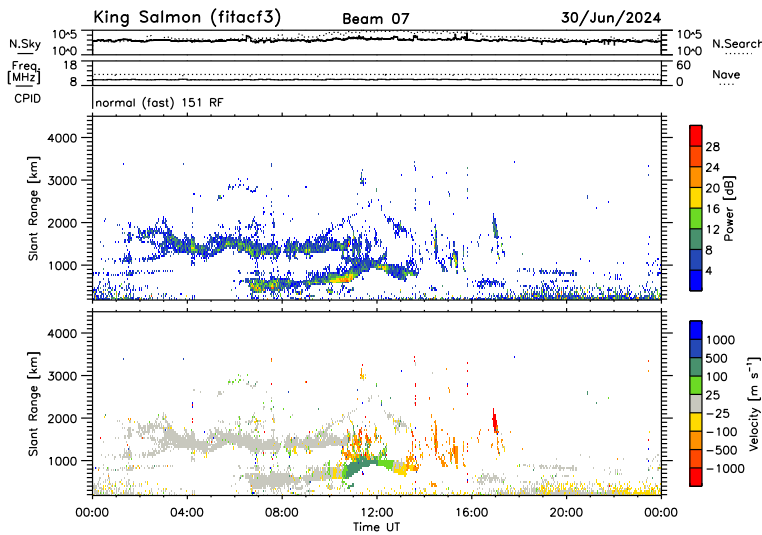 King Salmon (fitacf3) Beam 07 30/Jun/2024
N.Sky 10+5 10+0 10+5 10+0 N.Search
Freq. [MHz] 18 8 60 0 Nave
CPID normal (fast) 151 RF
Slant Range [km]
4000
3000
2000
1000
Power [dB]
28
24
20
16
12
8
4
Slant Range [km]
4000
3000
2000
1000
Velocity [m s⁻¹]
1000
500
100
25
−25
−100
−500
−1000
00:00 04:00 08:00 12:00 16:00 20:00 00:00
Time UT